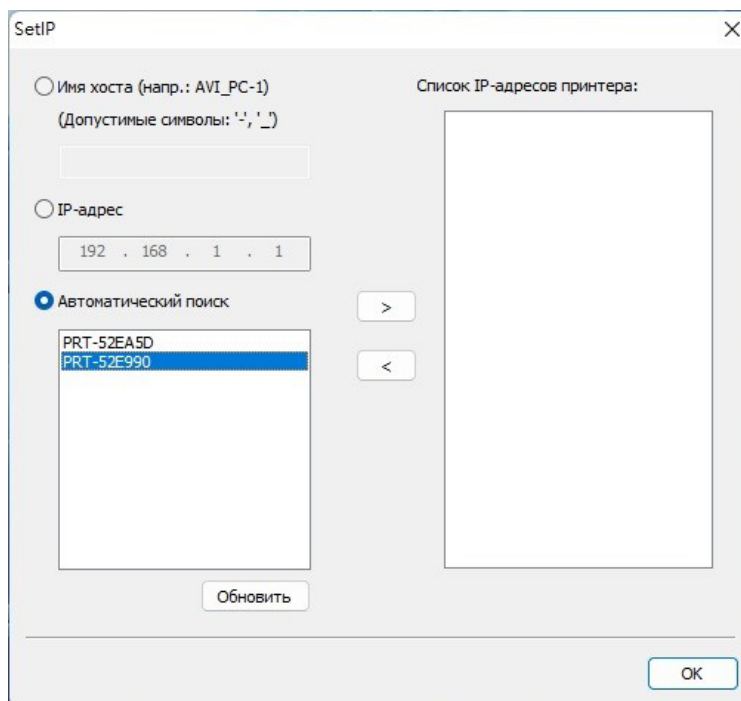 SetIP
Имя хоста (напр.: AVI_PC-1)
(Допустимые символы: '-', '_')
IP-адрес
192 . 168 . 1 . 1
Автоматический поиск
PRT-52EA5D
PRT-52E990
Обновить
>
<
Список IP-адресов принтера:
OK